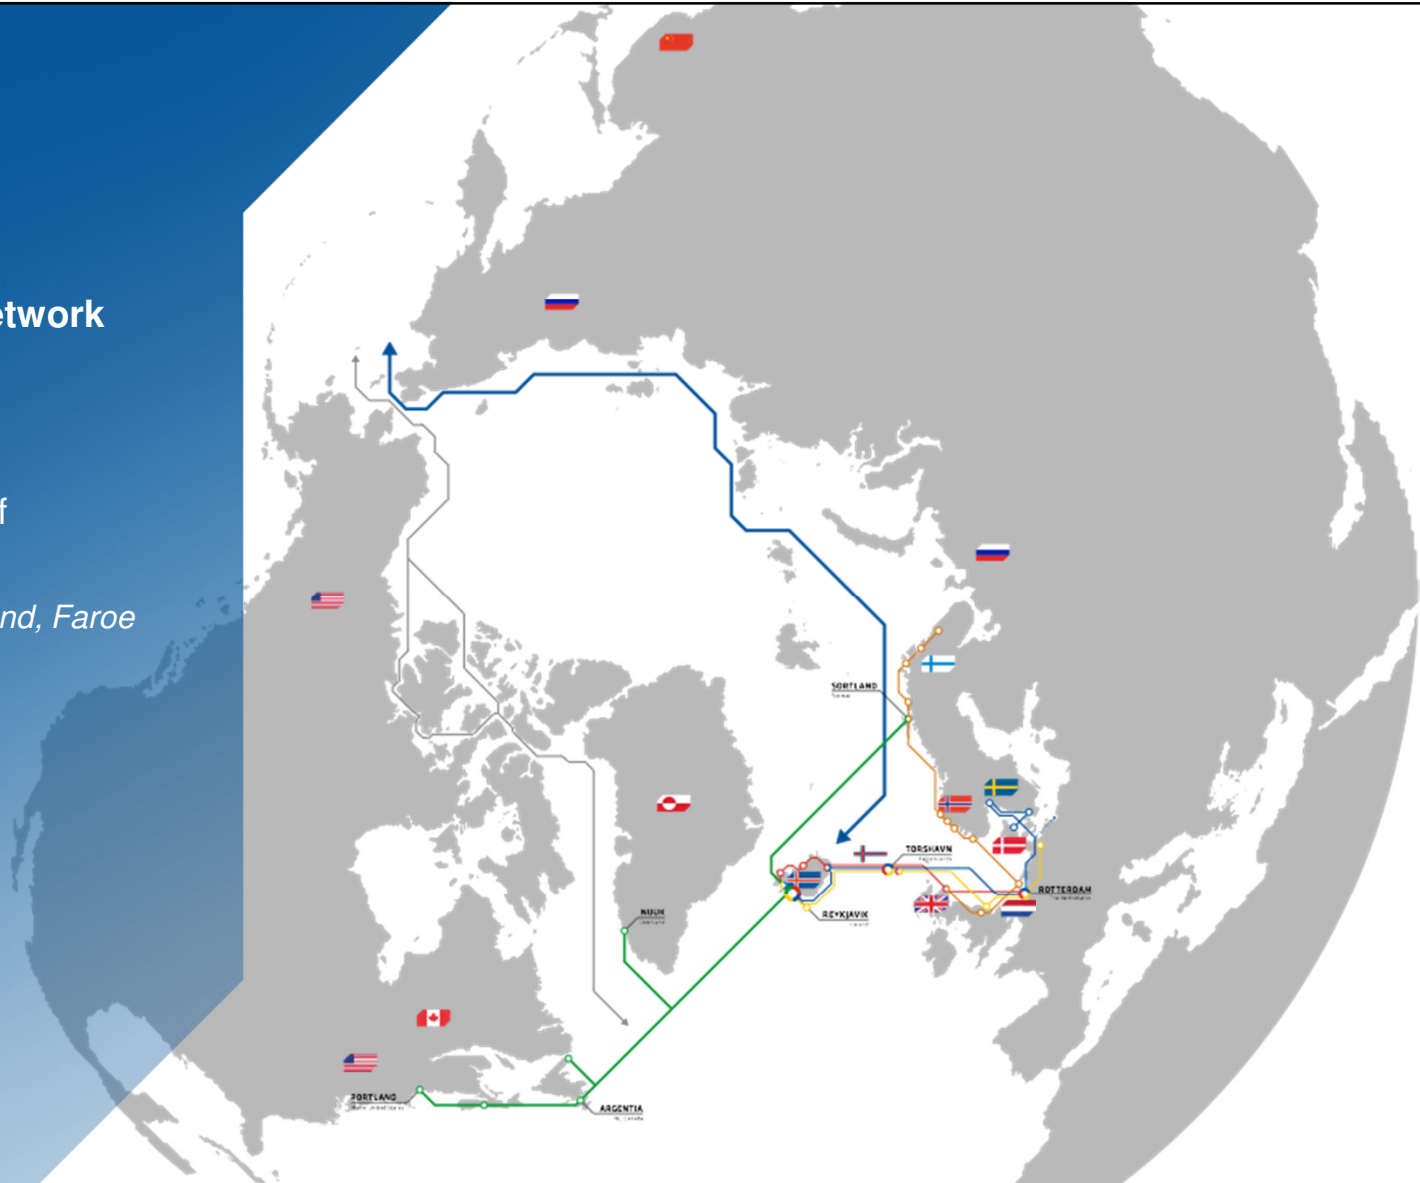 etwork
f
nd, Faroe
SORTLAND
TORSHAVN
ROTTERDAM
REYKJAVIK
NUUK
PORTLAND
ARGENTIA